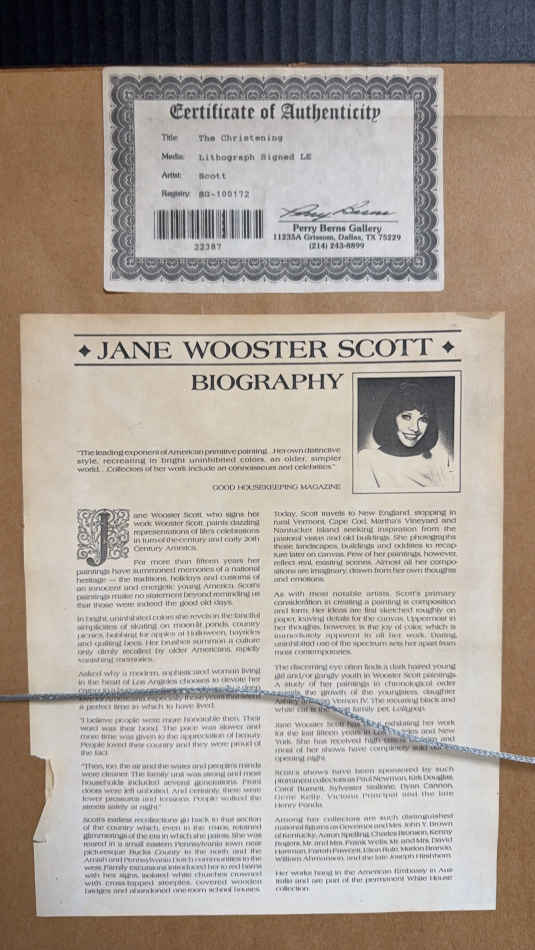 Certificate of Authenticity
Title: The Christening
Media: Lithograph Signed LE
Artist: Scott
Registry: SG-100172
Perry Berns
Perry Berns Gallery
11235A Grissom, Dallas, TX 75229
(214) 243-8899
32387
JANE WOOSTER SCOTT
BIOGRAPHY
"The leading exponent of American primitive painting...Her own distinctive
style, recreating in bright uninhibited colors, an older, simpler
world...Collectors of her work include art connoisseurs and celebrities."
GOOD HOUSEKEEPING MAGAZINE
Jane Wooster Scott, who signs her
work Wooster Scott, paints dazzling
representations of life's celebrations
in turn-of-the-century and early 20th
Century America.
For more than fifteen years her
paintings have summoned memories of a national
heritage — the traditions, holidays and customs of
an innocent and energetic young America. Scott's
paintings make no statement beyond reminding us
that those were indeed the good old days.
In bright, uninhibited colors she revels in the fanciful
simplicities of skating on moon-lit ponds, country
picnics, bobbing for apples at Halloween, hayrides
and quilting bees. Her brushes summon a culture
only dimly recalled by older Americans, rapidly
vanishing memories.
Asked why a modern, sophisticated woman living
in the heart of Los Angeles chooses to devote her
a perfect time in which to have lived.
"I believe people were more honorable then. Their
word was their bond. The pace was slower and
more time was given to the appreciation of beauty.
People loved their country and they were proud of
the fact.
"Then, too, the air and the water and people's minds
were cleaner. The family unit was strong and most
households included several generations. Front
doors were left unbolted. And certainly, there were
fewer pressures and tensions. People walked the
streets safely at night."
Scott's earliest recollections go back to that section
of the country which, even in the 1940s, retained
glimmerings of the era in which she paints. She was
reared in a small eastern Pennsylvania town near
picturesque Bucks County to the north and the
Amish and Pennsylvania Dutch communities to the
west. Family excursions introduced her to red barns
with hex signs, isolated white churches crowned
with cross-topped steeples, covered wooden
bridges and abandoned one-room school houses.
Today, Scott travels to New England, stopping in
rural Vermont, Cape Cod, Martha's Vineyard and
Nantucket Island seeking inspiration from the
pastoral vistas and old buildings. She photographs
those landscapes, buildings and oddities to recap-
ture later on canvas. Few of her paintings, however,
reflect real, existing scenes. Almost all her compo-
sitions are imaginary, drawn from her own thoughts
and emotions.
As with most notable artists, Scott's primary
consideration in creating a painting is composition
and form. Her ideas are first sketched roughly on
paper, leaving details for the canvas. Uppermost in
her thoughts, however, is the joy of color, which is
immediately apparent in all her work. Daring,
uninhibited use of the spectrum sets her apart from
most contemporaries.
The discerning eye often finds a dark haired young
girl and/or gangly youth in Wooster Scott paintings.
A study of her paintings in chronological order
reveals the growth of the youngsters, daughter
Ashley and son Vernon IV. The recurring black and
white cat is the family pet, Lollipop.
Jane Wooster Scott has been exhibiting her work
for the last fifteen years in Los Angeles and New
York. She has received high critical acclaim and
most of her shows have completely sold out on
opening night.
Scott's shows have been sponsored by such
prominent collectors as Paul Newman, Kirk Douglas,
Carol Burnett, Sylvester Stallone, Dyan Cannon,
Gene Kelly, Victoria Principal and the late
Henry Fonda.
Among her collectors are such distinguished
national figures as Governor and Mrs. John Y. Brown
of Kentucky, Aaron Spelling, Charles Bronson, Kenny
Rogers, Mr. and Mrs. Frank Wells, Mr. and Mrs. David
Hartman, Farrah Fawcett, Elton Rule, Marlon Brando,
William Ahmanson, and the late Joseph Hirshhorn.
Her works hang in the American Embassy in Aus-
tralia and are part of the permanent White House
collection.